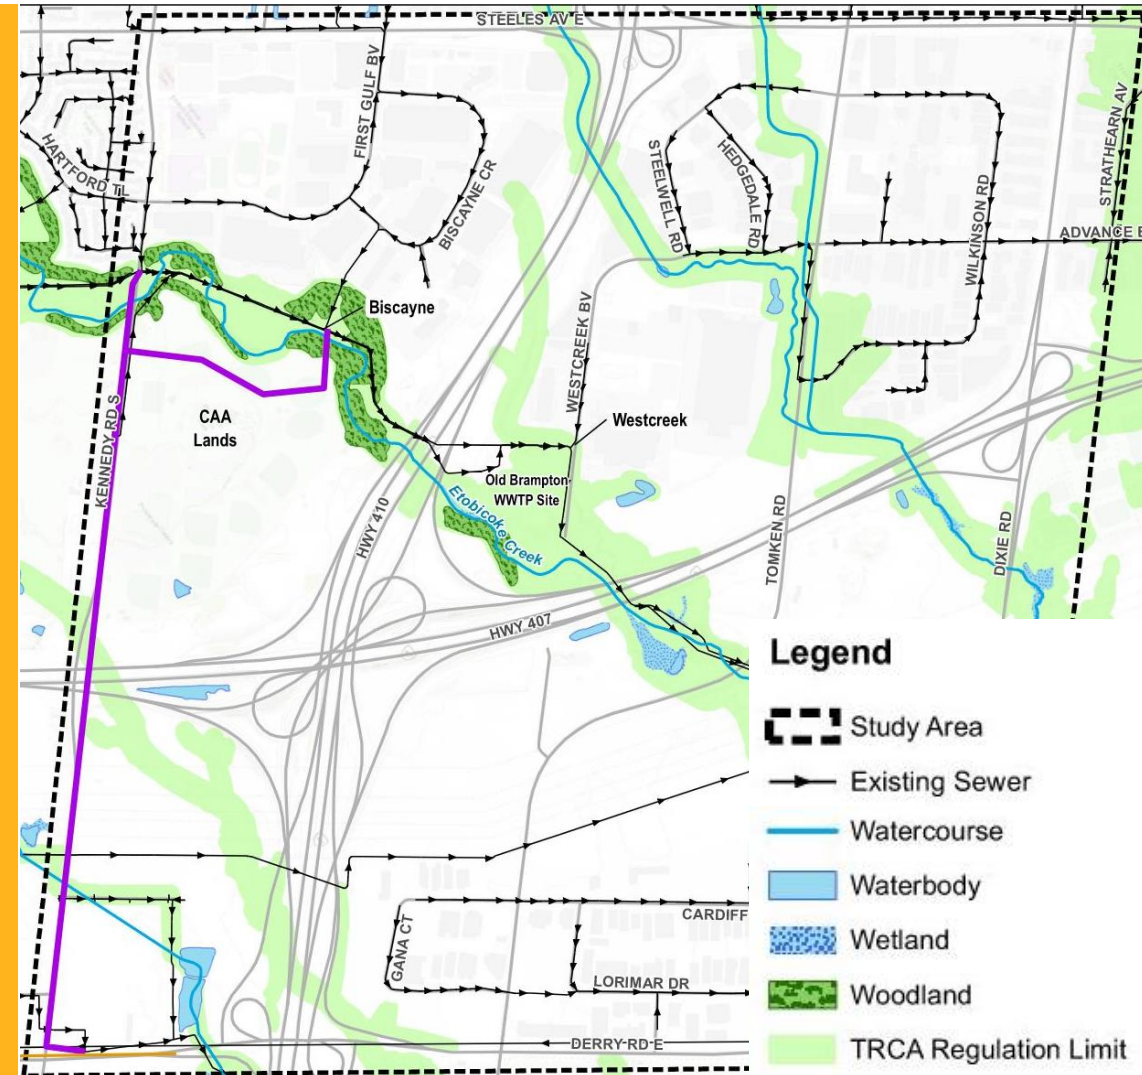 STEELES AV E
FIRST GULF BV
HARTFORD TL
BISCAYNE CR
STEELWELL RD
HEDGEDALE RD
WILKINSON RD
STRATHEARN AV
ADVANCE B
Biscayne
WESTCREEK BV
Westcreek
CAA
Lands
KENNEDY RD S
Old Brampton
WWTP Site
Etobicoke Creek
HWY 410
TOMKEN RD
DIXIE RD
HWY 407
GANA CT
CARDIFF
LORIMAR DR
DERRY RD E
Legend
Study Area
Existing Sewer
Watercourse
Waterbody
Wetland
Woodland
TRCA Regulation Limit